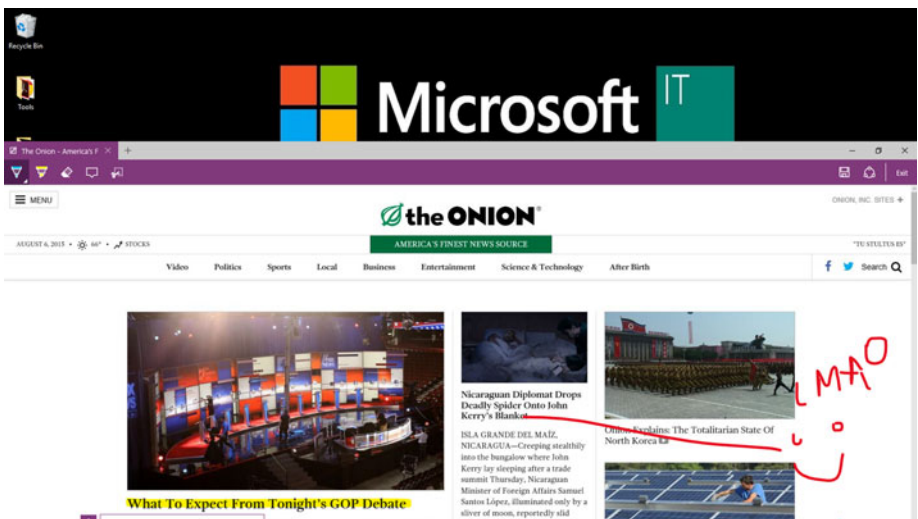 Recycle Bin
Tools
Microsoft IT
The Onion - America's F
Exit
MENU
the ONION®
ONION, INC. SITES +
AUGUST 6, 2015 • 66° • STOCKS
AMERICA'S FINEST NEWS SOURCE
"TU STULTUS ES"
Video Politics Sports Local Business Entertainment Science & Technology After Birth
Search
What To Expect From Tonight's GOP Debate
Nicaraguan Diplomat Drops
Deadly Spider Onto John
Kerry's Blanket
ISLA GRANDE DEL MAÍZ,
NICARAGUA—Creeping stealthily
into the bungalow where John
Kerry lay sleeping after a trade
summit Thursday, Nicaraguan
Minister of Foreign Affairs Samuel
Santos López, illuminated only by a
sliver of moon, reportedly slid
Onion Explains: The Totalitarian State Of
North Korea
LMAO